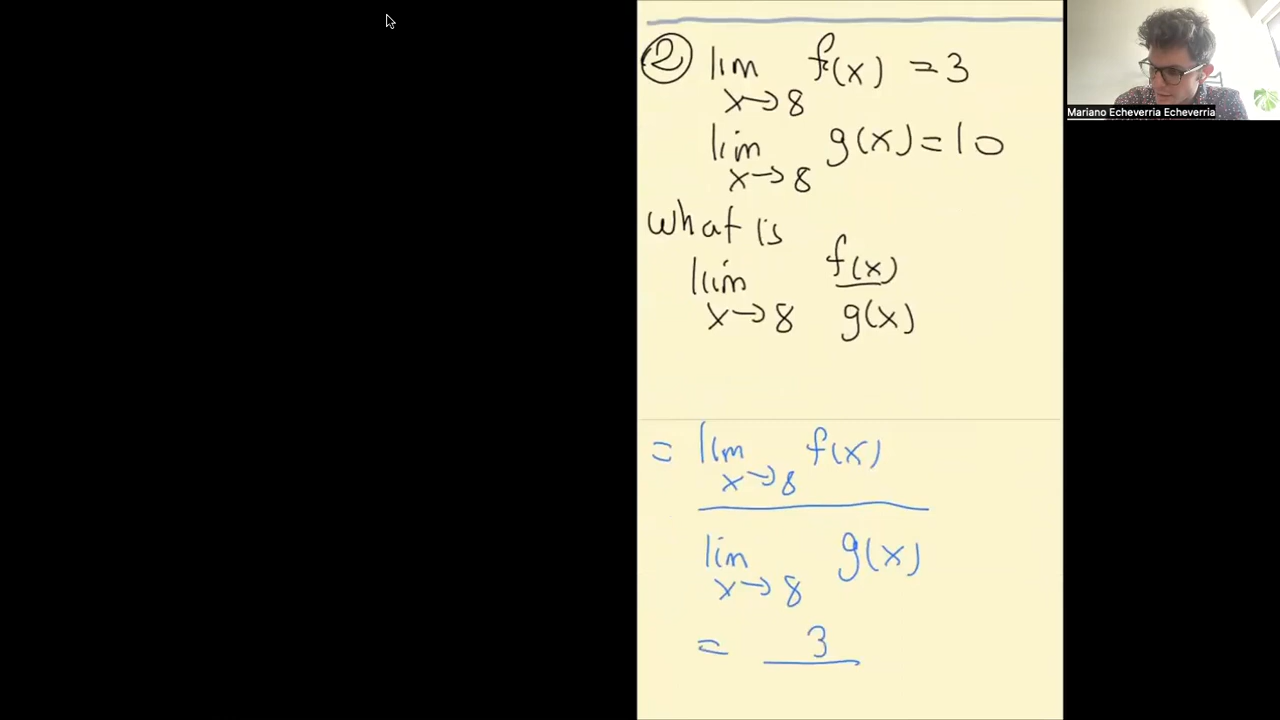 ② lim f(x) = 3
x→8
lim g(x) = 10
x→8
what is
lim f(x)
x→8 g(x)
= lim f(x)
x→8
lim g(x)
x→8
= 3
Mariano Echeverria Echeverria